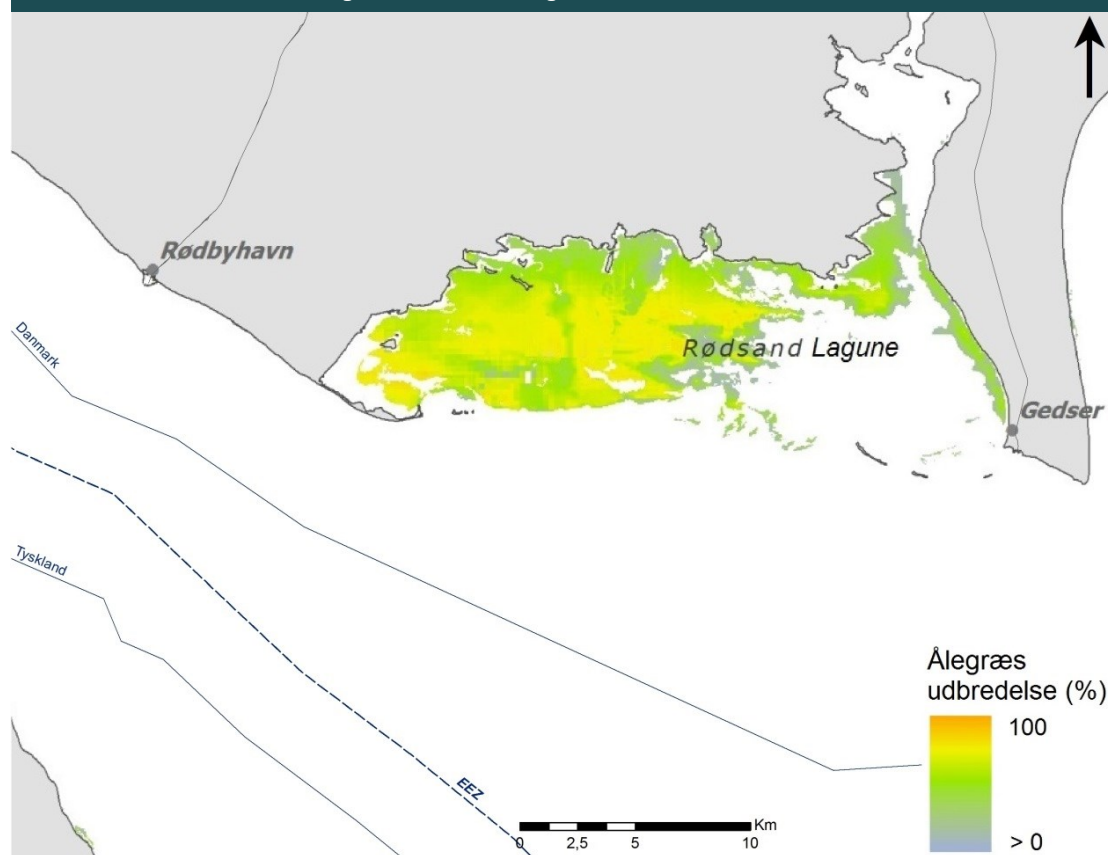 Rødbyhavn
Danmark
Rødsand Lagune
Gedser
Tyskland
EEZ
Ålegræs
udbredelse (%)
100
> 0
Km
0 2,5 5 10